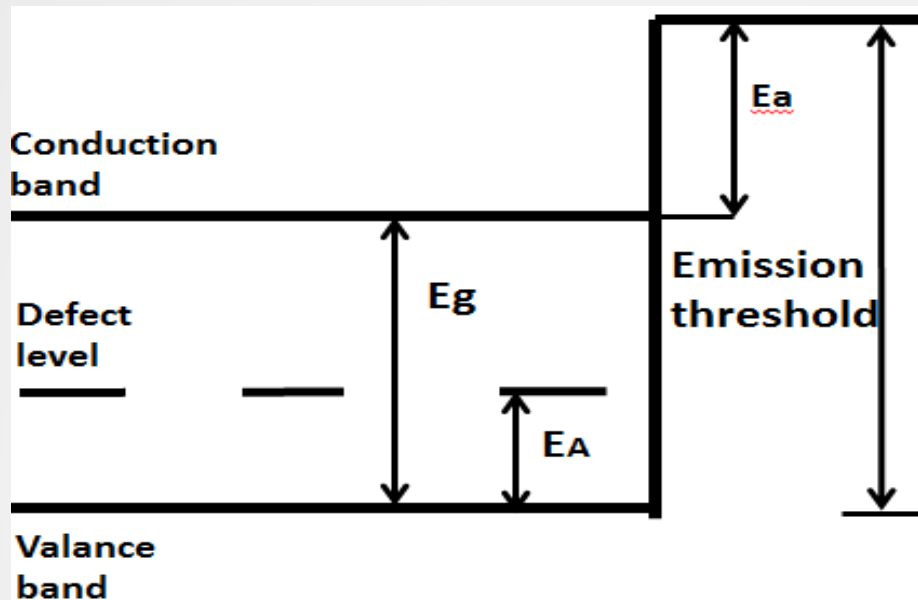 Ea
Conduction
band
Emission
threshold
Eg
Defect
level
EA
Valance
band